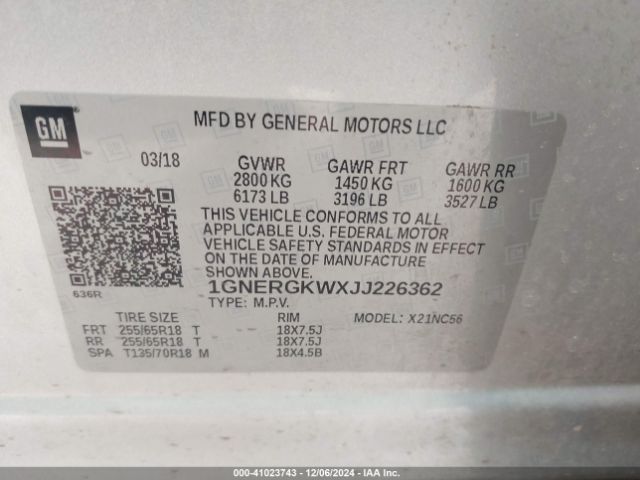 GM
MFD BY GENERAL MOTORS LLC
03/18 GVWR GAWR FRT GAWR RR
2800 KG 1450 KG 1600 KG
6173 LB 3196 LB 3527 LB
THIS VEHICLE CONFORMS TO ALL
APPLICABLE U.S. FEDERAL MOTOR
VEHICLE SAFETY STANDARDS IN EFFECT
ON THE DATE OF MANUFACTURE
SHOWN ABOVE.
636R
1GNERGKWXJJ226362
TYPE: M.P.V.
TIRE SIZE RIM MODEL: X21NC56
FRT 255/65R18 T 18X7.5J
RR 255/65R18 T 18X7.5J
SPA T135/70R18 M 18X4.5B
000-41023743 - 12/06/2024 - IAA Inc.